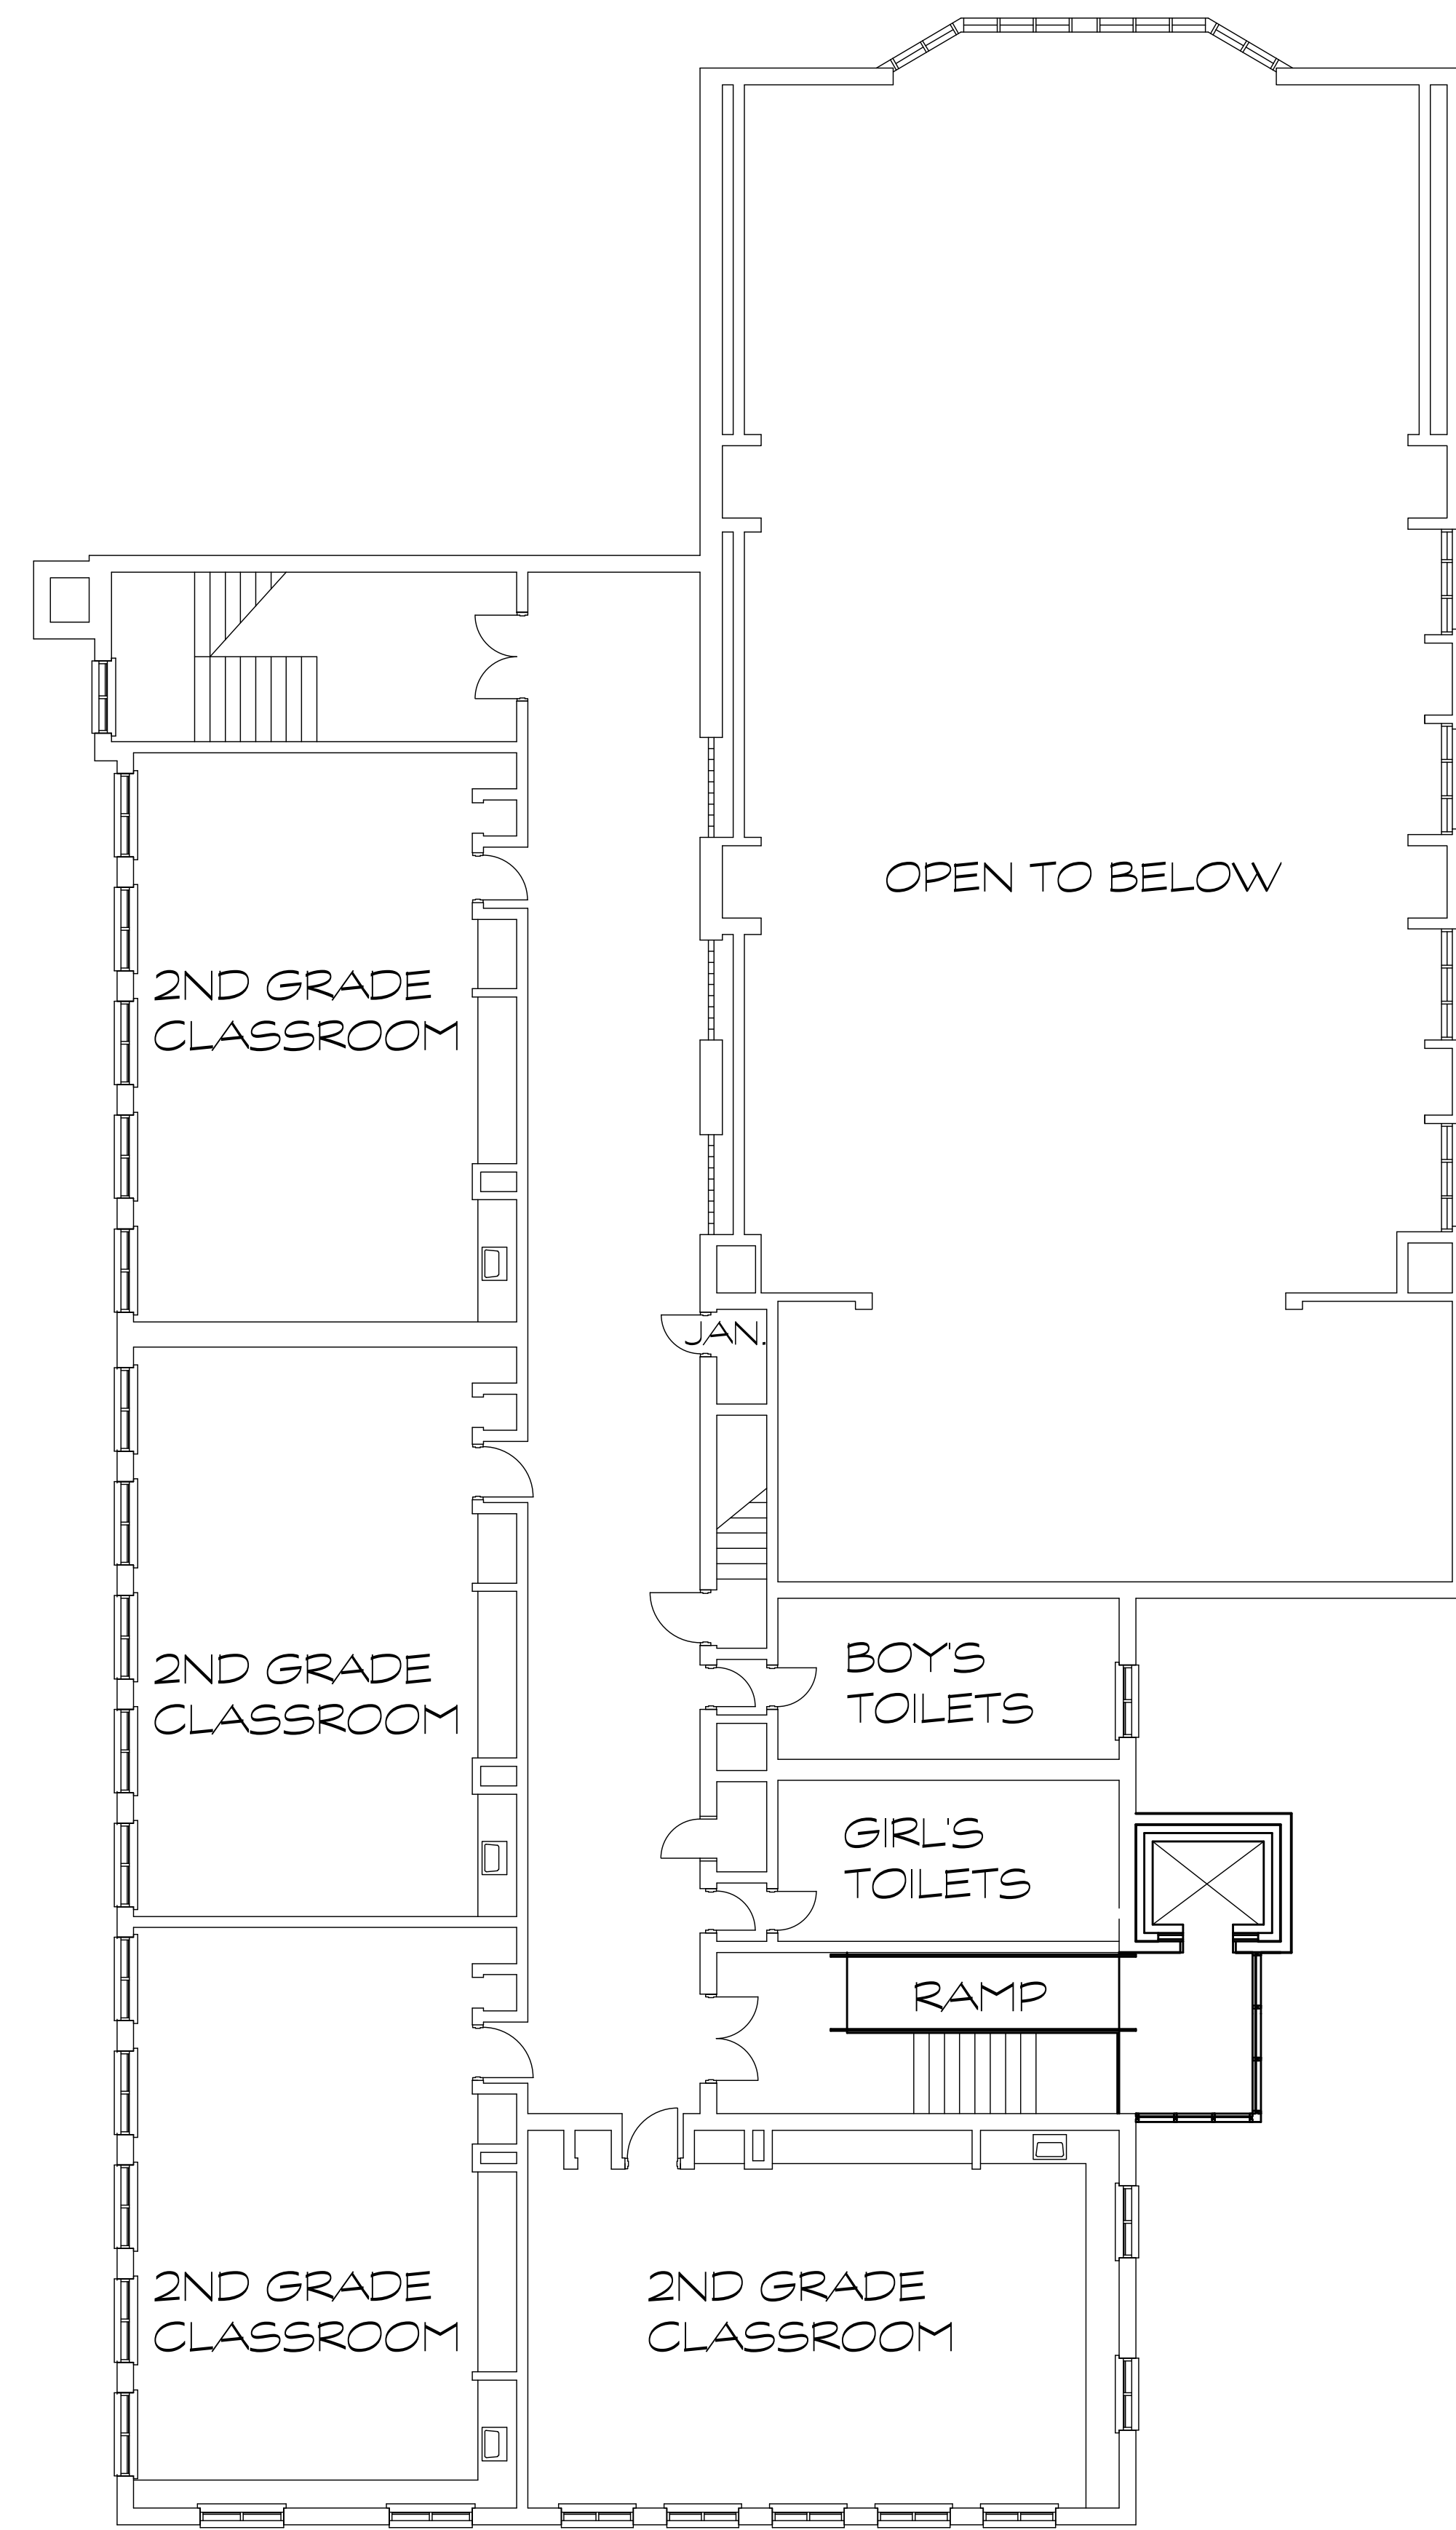 OPEN TO BELOW
2ND GRADE
CLASSROOM
JAN.
2ND GRADE
CLASSROOM
BOY'S
TOILETS
GIRL'S
TOILETS
RAMP
2ND GRADE
CLASSROOM
2ND GRADE
CLASSROOM